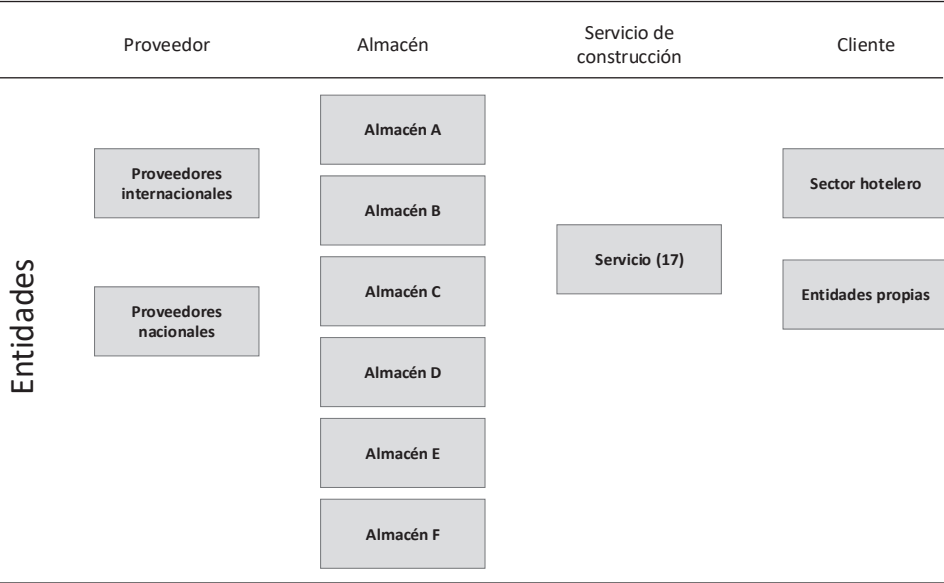 Proveedor
Almacén
Servicio de
construcción
Cliente
Entidades
Proveedores
internacionales
Proveedores
nacionales
Almacén A
Almacén B
Almacén C
Almacén D
Almacén E
Almacén F
Servicio (17)
Sector hotelero
Entidades propias